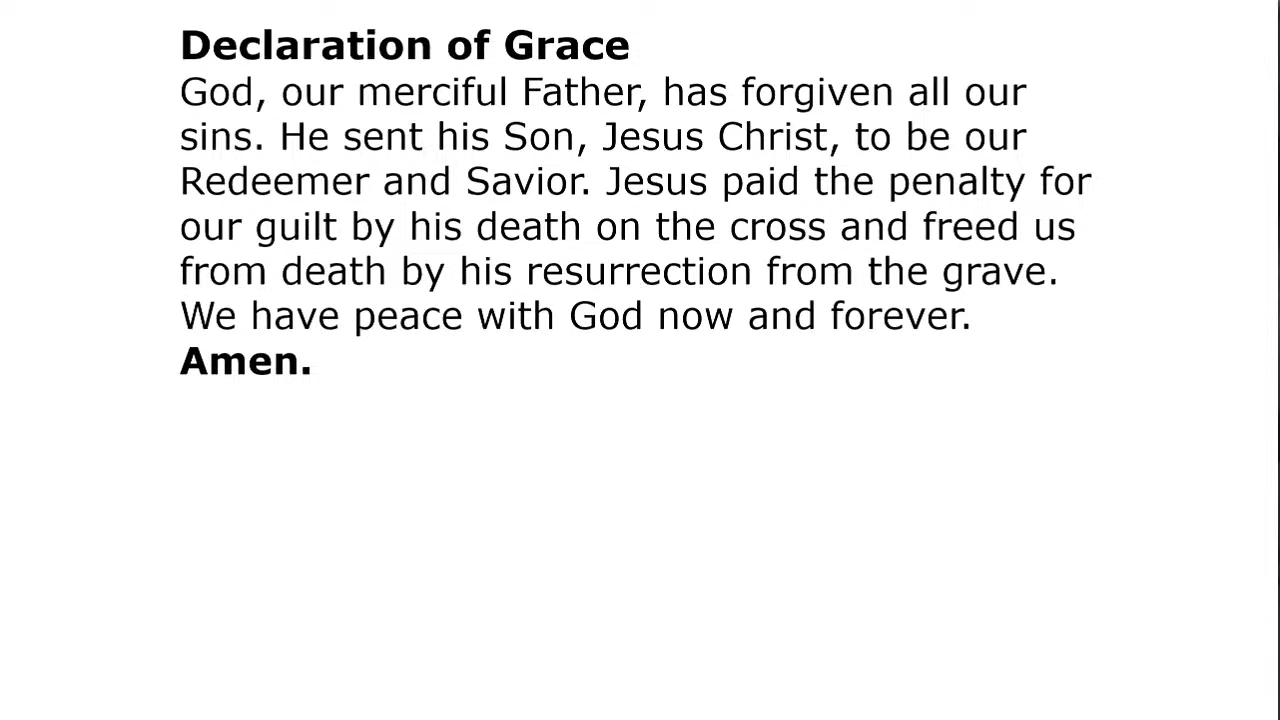 Declaration of Grace
God, our merciful Father, has forgiven all our
sins. He sent his Son, Jesus Christ, to be our
Redeemer and Savior. Jesus paid the penalty for
our guilt by his death on the cross and freed us
from death by his resurrection from the grave.
We have peace with God now and forever.
Amen.